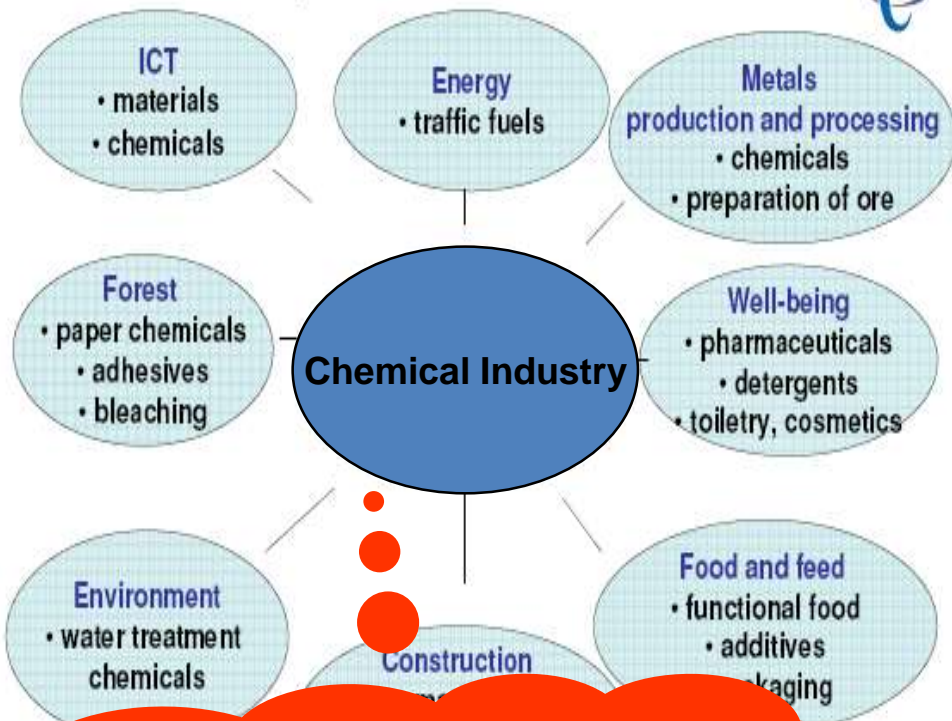 ICT
• materials
• chemicals
Energy
• traffic fuels
Metals
production and processing
• chemicals
• preparation of ore
Forest
• paper chemicals
• adhesives
• bleaching
Chemical Industry
Well-being
• pharmaceuticals
• detergents
• toiletry, cosmetics
Environment
• water treatment
chemicals
Construction
Food and feed
• functional food
• additives